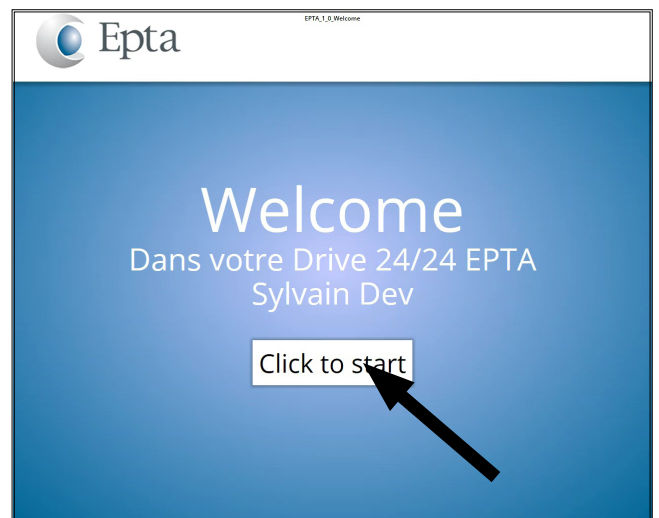 EPTA_1_0_Welcome
Epta
Welcome
Dans votre Drive 24/24 EPTA
Sylvain Dev
Click to start